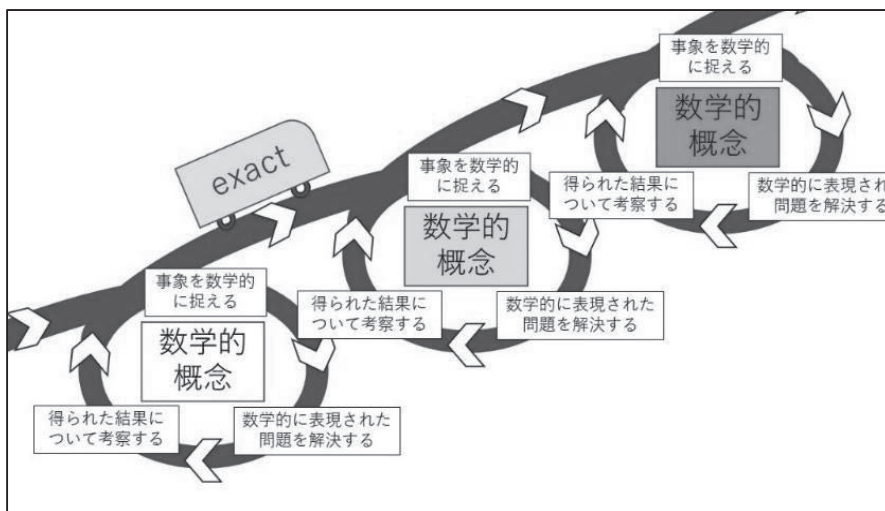 事象を数学的
に捉える
数学的
概念
得られた結果に
ついて考察する
数学的に表現され
問題を解決する
exact
事象を数学的
に捉える
数学的
概念
得られた結果に
ついて考察する
数学的に表現された
問題を解決する
事象を数学的
に捉える
数学的
概念
得られた結果に
ついて考察する
数学的に表現された
問題を解決する